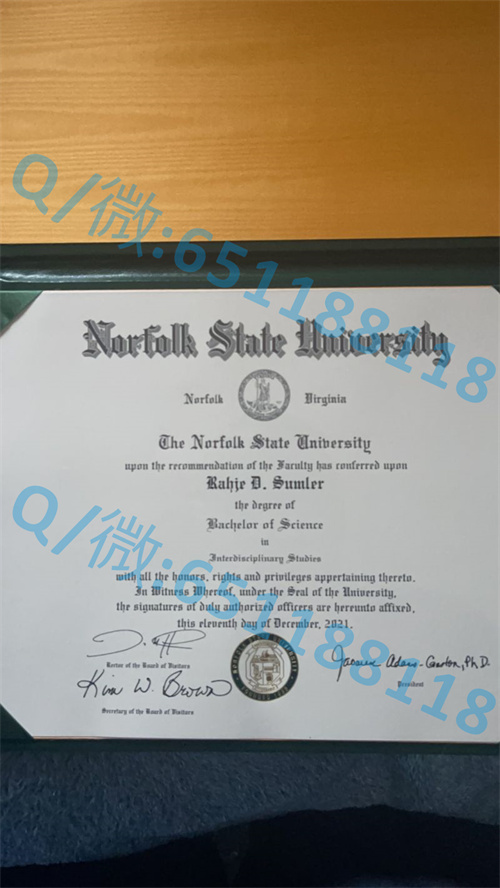 Q/微:6511188118
Norfolk State University
Norfolk Virginia
The Norfolk State University
upon the recommendation of the Faculty has conferred upon
Rahje D. Sumler
the degree of
Bachelor of Science
in
Interdisciplinary Studies
with all the honors, rights and privileges appertaining thereto.
In Witness Whereof, under the Seal of the University,
the signatures of duly authorized officers are hereunto affixed,
this eleventh day of December, 2021.
Q/微:6511188118
Rector of the Board of Visitors
Javaune Adams-Gaston, Ph.D.
President
Kim W. Brown
Secretary of the Board of Visitors